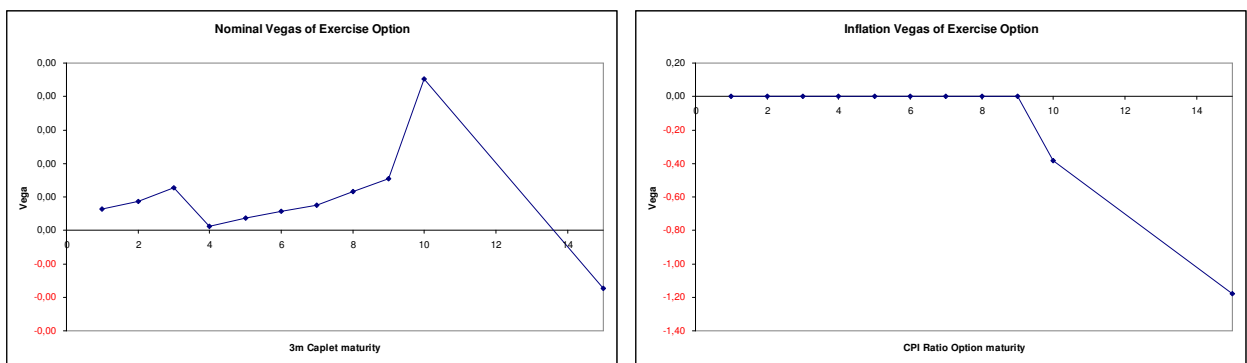 Nominal Vegas of Exercise Option
0,00
0,00
0,00
0,00
0,00
0,00
-0,00
-0,00
-0,00
0 2 4 6 8 10 12 14
Vega
3m Caplet maturity
Inflation Vegas of Exercise Option
0,20
0,00
-0,20
-0,40
-0,60
-0,80
-1,00
-1,20
-1,40
0 2 4 6 8 10 12 14
Vega
CPI Ratio Option maturity